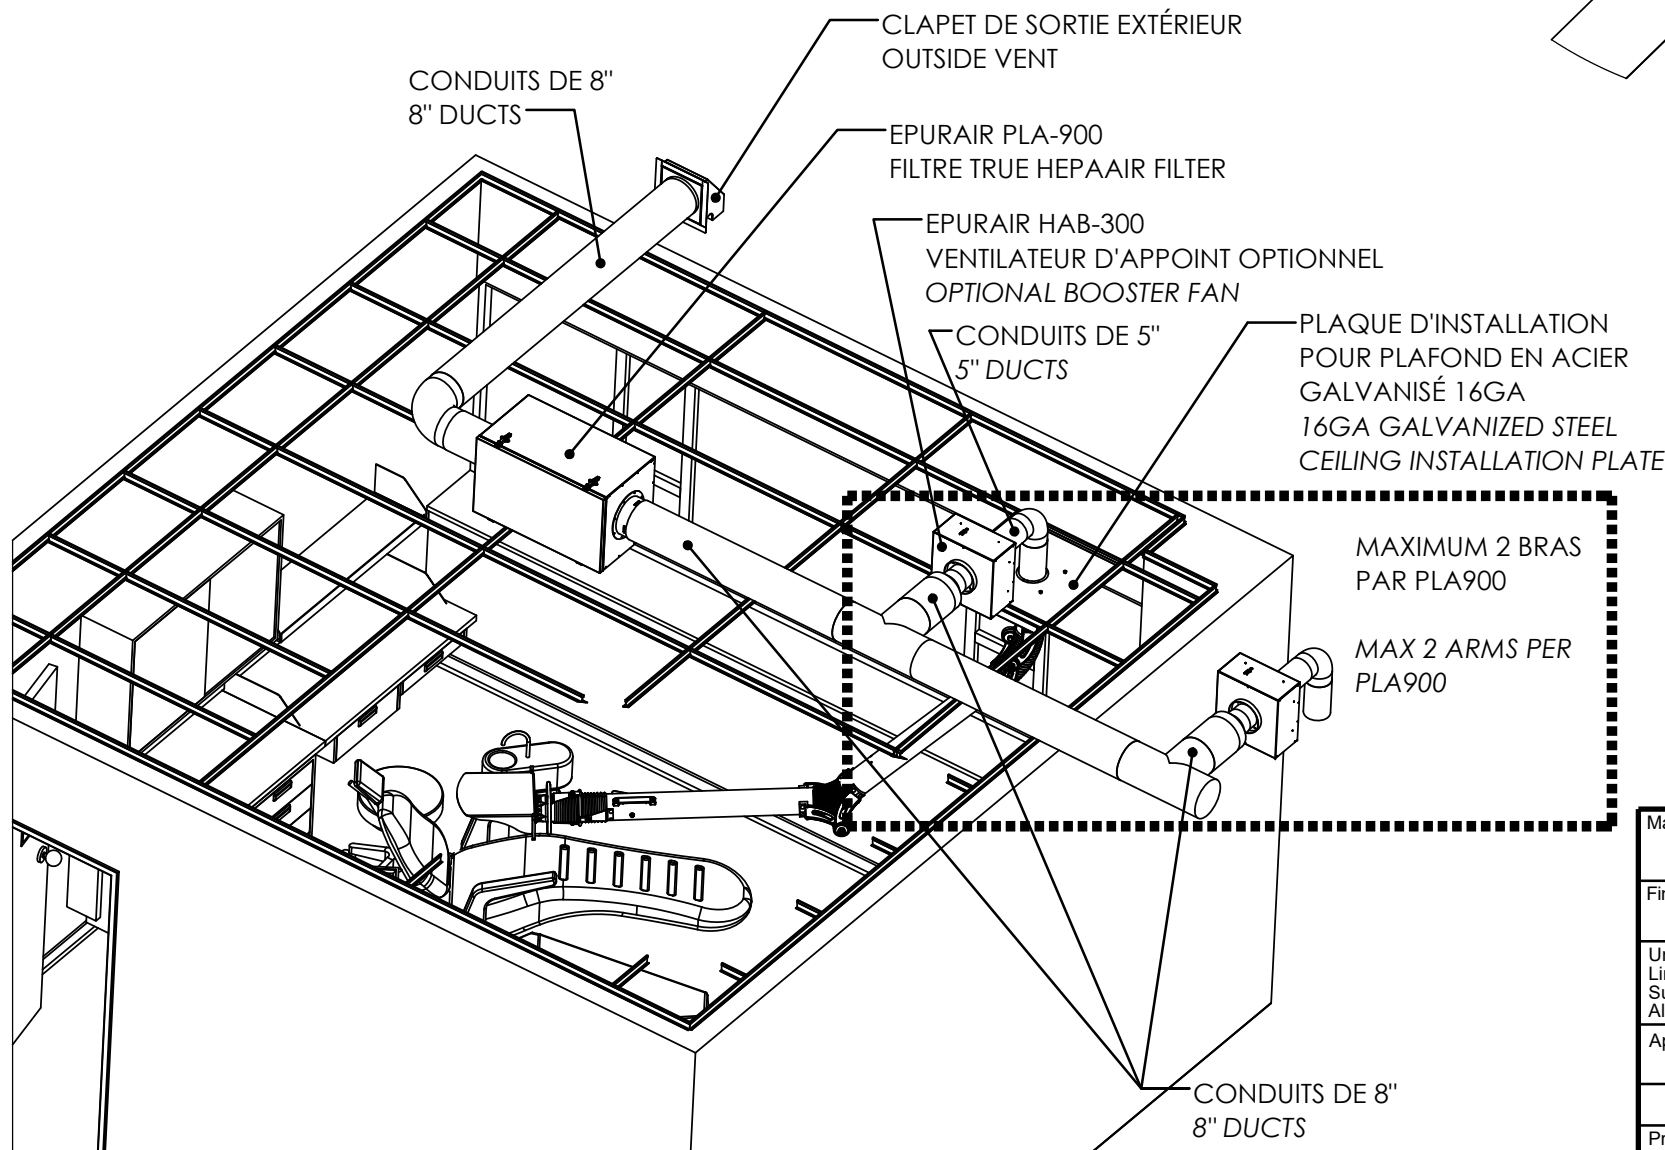 CLAPET DE SORTIE EXTÉRIEUR
OUTSIDE VENT
CONDUITS DE 8"
8" DUCTS
EPURAIR PLA-900
FILTRE TRUE HEPAAIR FILTER
EPURAIR HAB-300
VENTILATEUR D'APPOINT OPTIONNEL
OPTIONAL BOOSTER FAN
CONDUITS DE 5"
5" DUCTS
PLAQUE D'INSTALLATION
POUR PLAFOND EN ACIER
GALVANISÉ 16GA
16GA GALVANIZED STEEL
CEILING INSTALLATION PLATE
MAXIMUM 2 BRAS
PAR PLA900
MAX 2 ARMS PER
PLA900
CONDUITS DE 8"
8" DUCTS